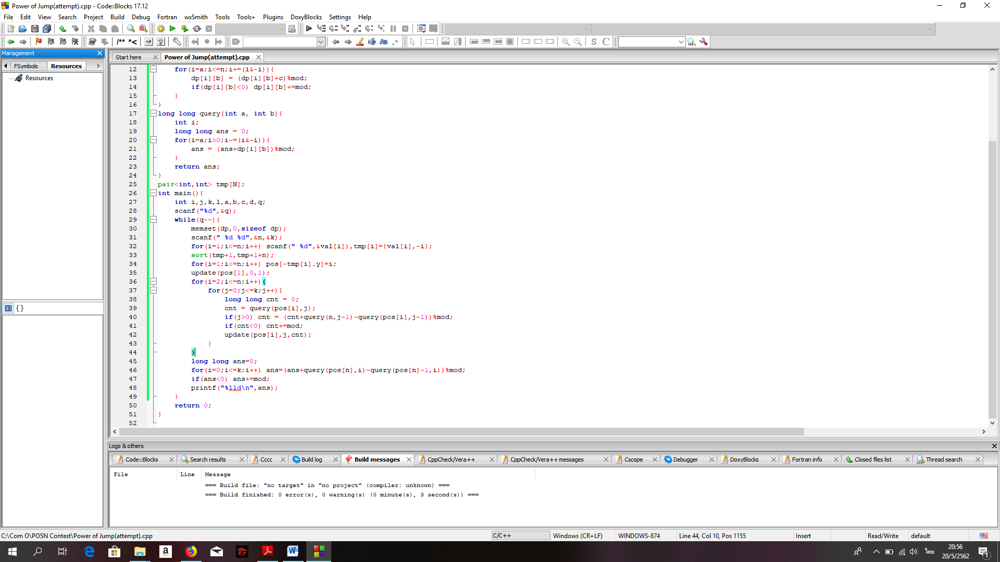 Power of Jump(attempt).cpp - Code::Blocks 17.12
File Edit View Search Project Build Debug Fortran wxSmith Tools Tools+ Plugins DoxyBlocks Settings Help
/** *<
S C
Management
Start here Power of Jump(attempt).cpp
FSymbols Resources
Resources
12 for(i=a;i<=n;i+=(i&-i)){
13 dp[i][b] = (dp[i][b]+c)%mod;
14 if(dp[i][b]<0) dp[i][b]+=mod;
15 }
16 }
17 long long query(int a, int b){
18 int i;
19 long long ans = 0;
20 for(i=a;i>0;i-=(i&-i)){
21 ans = (ans+dp[i][b])%mod;
22 }
23 return ans;
24 }
25 pair<int,int> tmp[N];
26 int main(){
27 int i,j,k,l,a,b,c,d,q;
28 scanf("%d",&q);
29 while(q--){
30 memset(dp,0,sizeof dp);
31 scanf(" %d %d",&n,&k);
32 for(i=1;i<=n;i++) scanf(" %d",&val[i]),tmp[i]={val[i],-i};
33 sort(tmp+1,tmp+1+n);
34 for(i=1;i<=n;i++) pos[-tmp[i].y]=i;
35 update(pos[1],0,1);
36 for(i=2;i<=n;i++){
37 for(j=0;j<=k;j++){
38 long long cnt = 0;
39 cnt = query(pos[i],j);
40 if(j>0) cnt = (cnt+query(n,j-1)-query(pos[i],j-1))%mod;
41 if(cnt<0) cnt+=mod;
42 update(pos[i],j,cnt);
43 }
44 }
45 long long ans=0;
46 for(i=0;i<=k;i++) ans=(ans+query(pos[n],i)-query(pos[n]-1,i))%mod;
47 if(ans<0) ans+=mod;
48 printf("%lld\n",ans);
49 }
50 return 0;
51 }
52
{}
Logs & others
Code::Blocks Search results Cccc Build log Build messages CppCheck/Vera++ CppCheck/Vera++ messages Cscope Debugger DoxyBlocks Fortran info Closed files list Thread search
File Line Message
=== Build file: "no target" in "no project" (compiler: unknown) ===
=== Build finished: 0 error(s), 0 warning(s) (0 minute(s), 3 second(s)) ===
C:\Com O\POSN Contest\Power of Jump(attempt).cpp C/C++ Windows (CR+LF) WINDOWS-874 Line 44, Col 10, Pos 1155 Insert Read/Write default
ไทย
20:56
20/5/2562
1